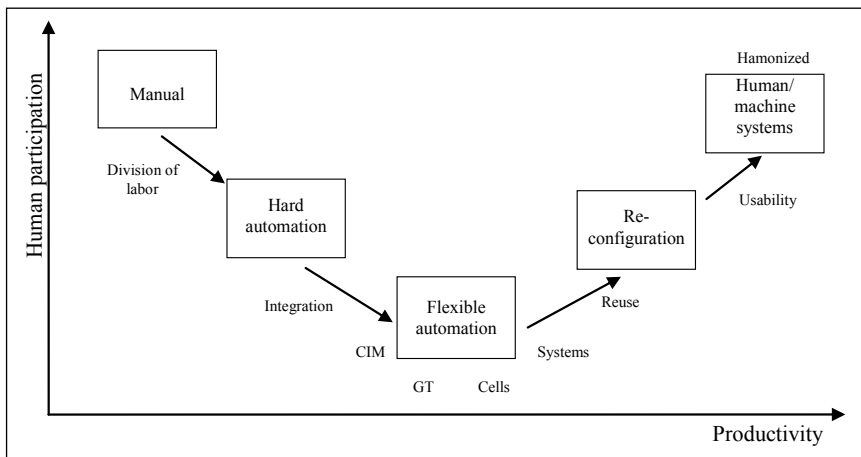 Human participation
Manual
Division of
labor
Hard
automation
Integration
Flexible
automation
CIM
GT
Cells
Systems
Reuse
Re-
configuration
Usability
Hamonized
Human/
machine
systems
Productivity